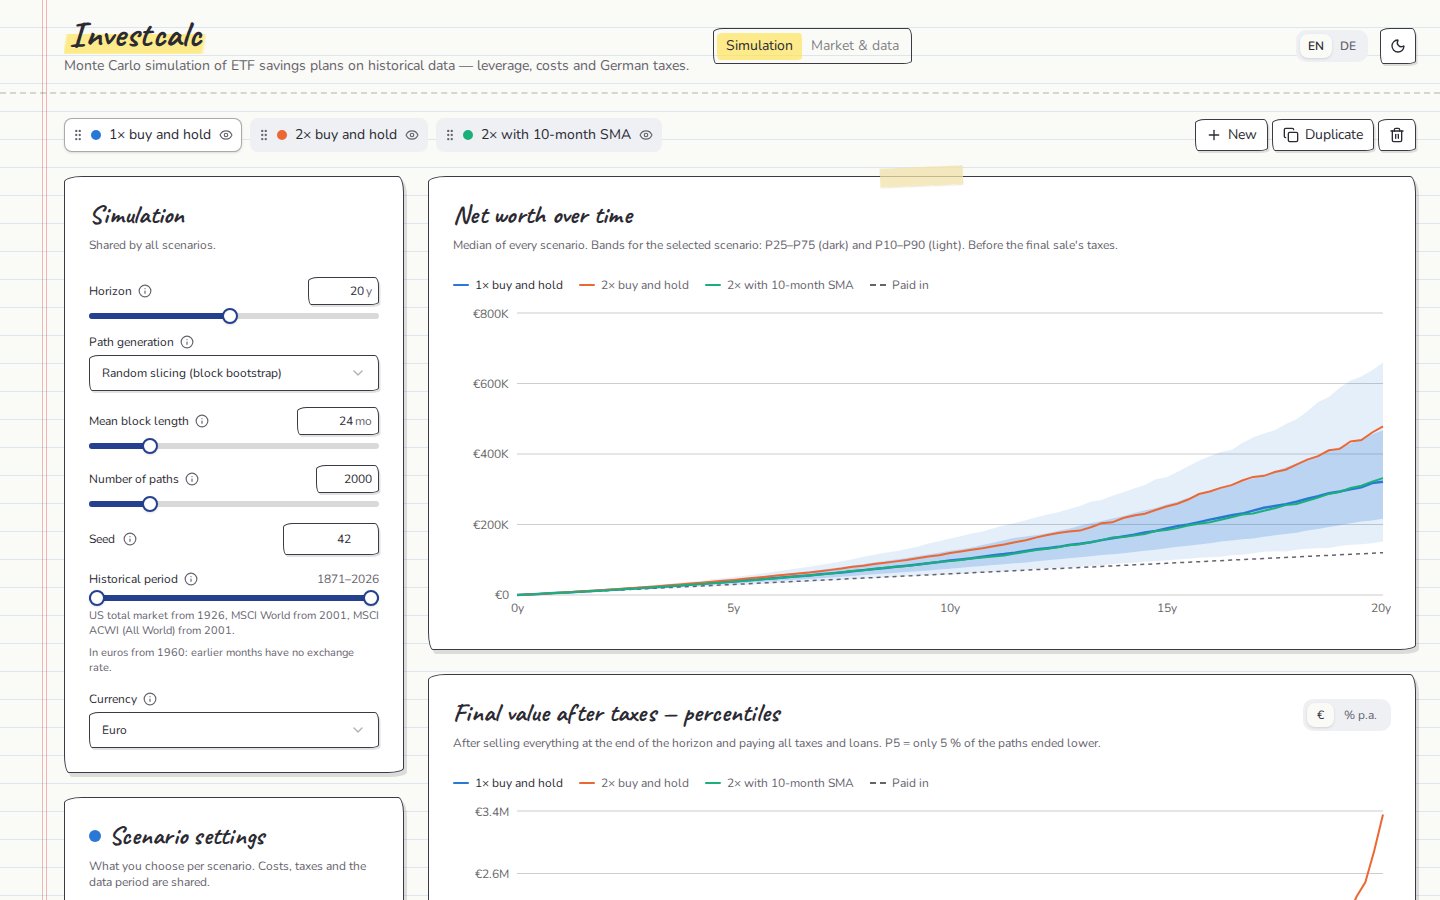 Investcalc
Monte Carlo simulation of ETF savings plans on historical data — leverage, costs and German taxes.
Simulation
Market & data
EN
DE
1× buy and hold
2× buy and hold
2× with 10-month SMA
New
Duplicate
Simulation
Shared by all scenarios.
Horizon
20 y
Path generation
Random slicing (block bootstrap)
Mean block length
24 mo
Number of paths
2000
Seed
42
Historical period
1871–2026
US total market from 1926, MSCI World from 2001, MSCI
ACWI (All World) from 2001.
In euros from 1960: earlier months have no exchange
rate.
Currency
Euro
Scenario settings
What you choose per scenario. Costs, taxes and the
data period are shared.
Net worth over time
Median of every scenario. Bands for the selected scenario: P25–P75 (dark) and P10–P90 (light). Before the final sale's taxes.
1× buy and hold
2× buy and hold
2× with 10-month SMA
Paid in
€800K
€600K
€400K
€200K
€0
0y
5y
10y
15y
20y
Final value after taxes — percentiles
€
% p.a.
After selling everything at the end of the horizon and paying all taxes and loans. P5 = only 5 % of the paths ended lower.
1× buy and hold
2× buy and hold
2× with 10-month SMA
Paid in
€3.4M
€2.6M